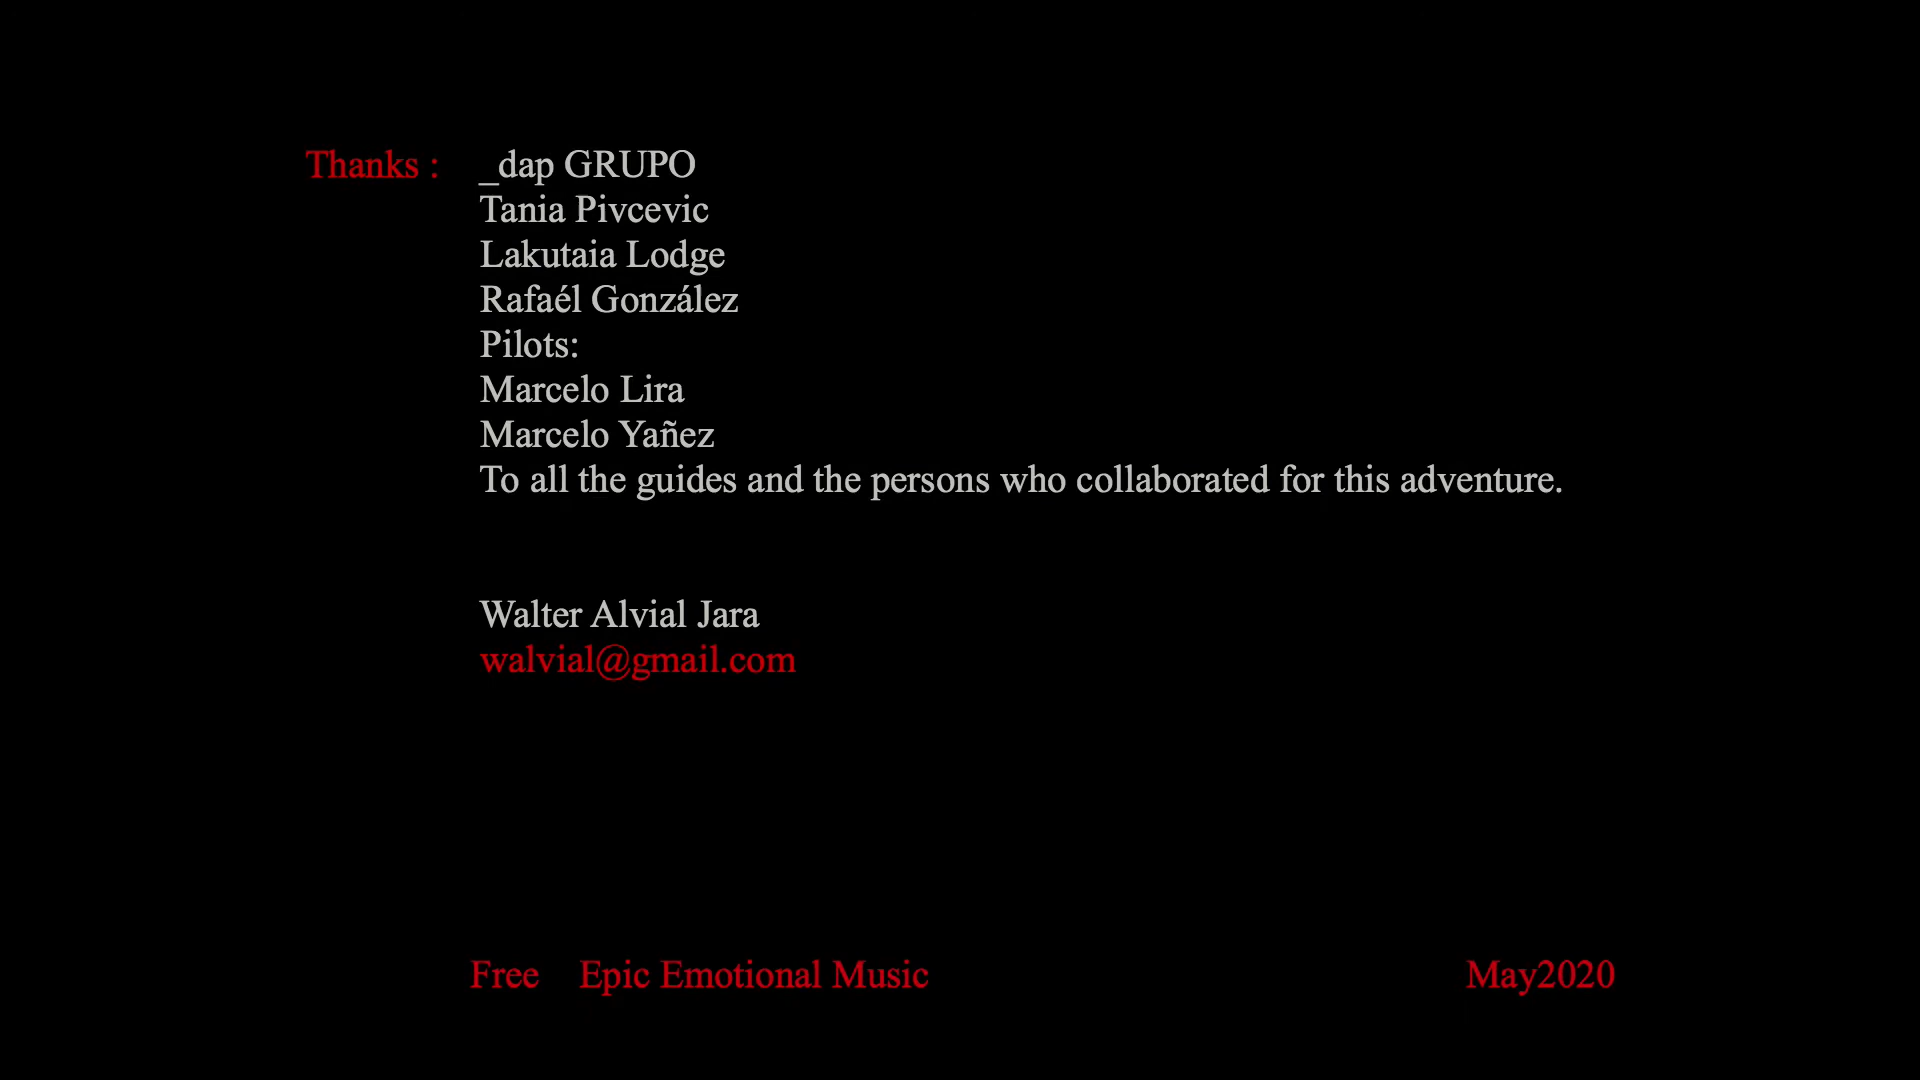 Thanks : _dap GRUPO
Tania Pivcevic
Lakutaia Lodge
Rafaél González
Pilots:
Marcelo Lira
Marcelo Yañez
To all the guides and the persons who collaborated for this adventure.
Walter Alvial Jara
walvial@gmail.com
Free Epic Emotional Music May2020